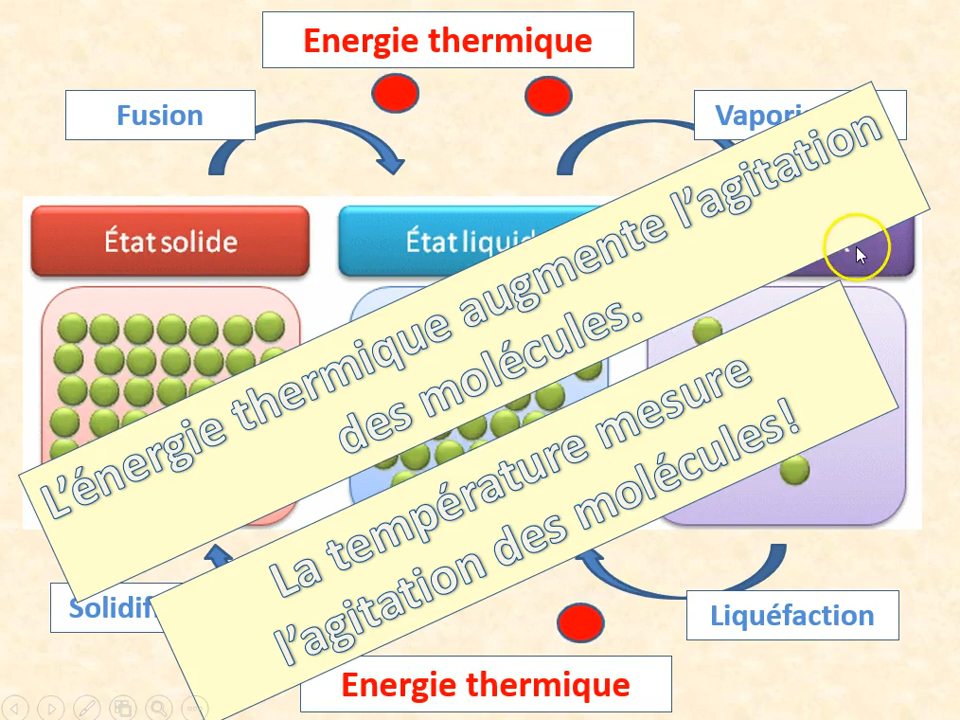 Energie thermique
Fusion
État solide
L'énergie thermique augmente l'agitation
des molécules.
La température mesure
l'agitation des molécules!
Liquéfaction
Energie thermique